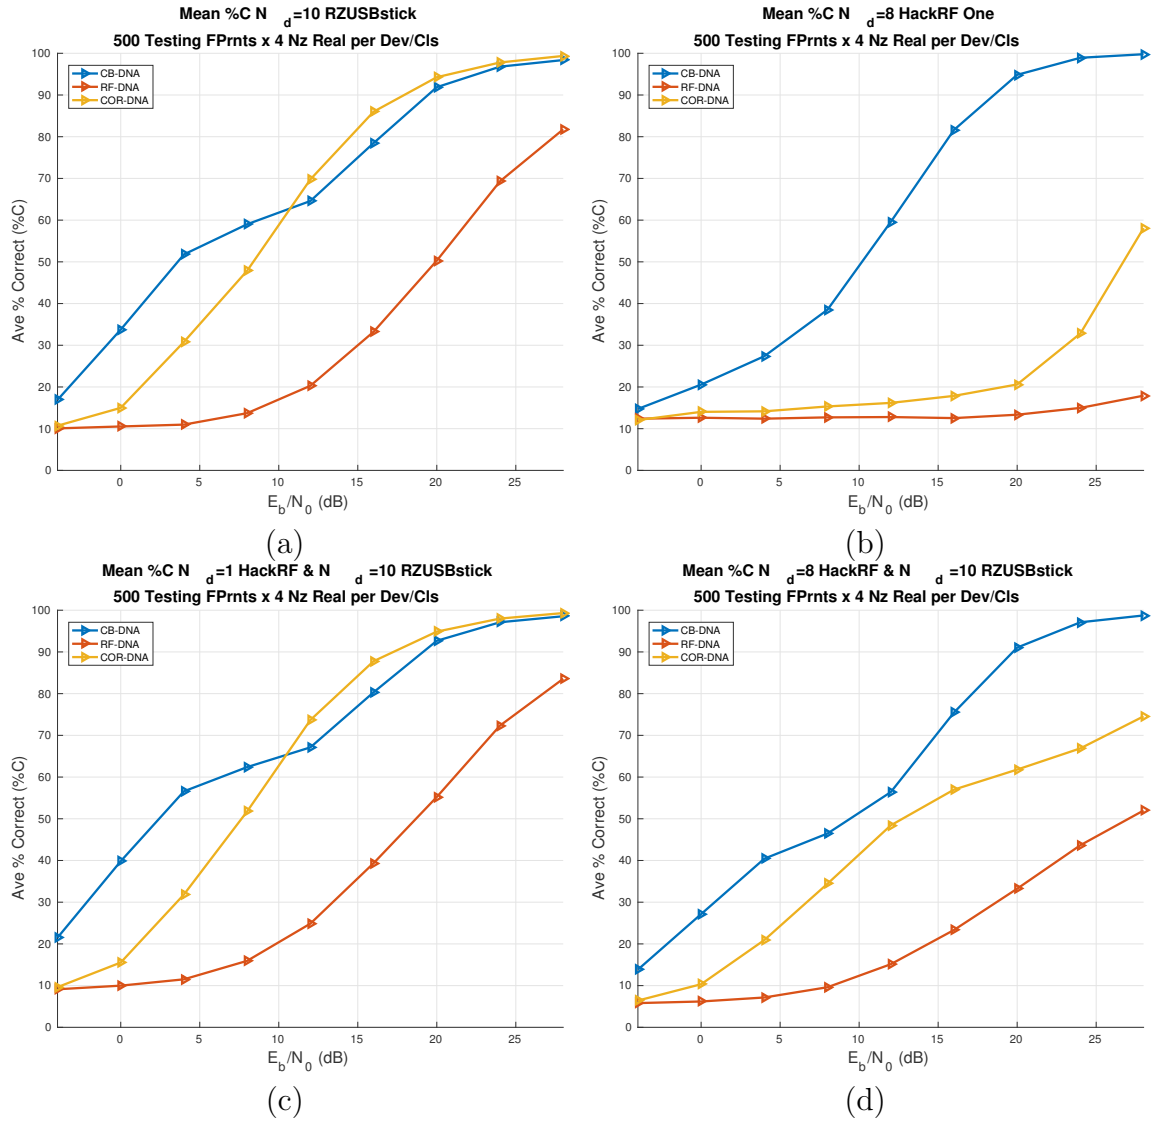 Mean %C N d=10 RZUSBstick
500 Testing FPrnts x 4 Nz Real per Dev/Cls
100
90
80
70
60
50
40
30
20
10
0
Ave % Correct (%C)
CB-DNA
RF-DNA
COR-DNA
0 5 10 15 20 25
E_b/N_0 (dB)
(a)
Mean %C N d=8 HackRF One
500 Testing FPrnts x 4 Nz Real per Dev/Cls
100
90
80
70
60
50
40
30
20
10
0
Ave % Correct (%C)
CB-DNA
RF-DNA
COR-DNA
0 5 10 15 20 25
E_b/N_0 (dB)
(b)
Mean %C N d=1 HackRF & N d=10 RZUSBstick
500 Testing FPrnts x 4 Nz Real per Dev/Cls
100
90
80
70
60
50
40
30
20
10
0
Ave % Correct (%C)
CB-DNA
RF-DNA
COR-DNA
0 5 10 15 20 25
E_b/N_0 (dB)
(c)
Mean %C N d=8 HackRF & N d=10 RZUSBstick
500 Testing FPrnts x 4 Nz Real per Dev/Cls
100
90
80
70
60
50
40
30
20
10
0
Ave % Correct (%C)
CB-DNA
RF-DNA
COR-DNA
0 5 10 15 20 25
E_b/N_0 (dB)
(d)